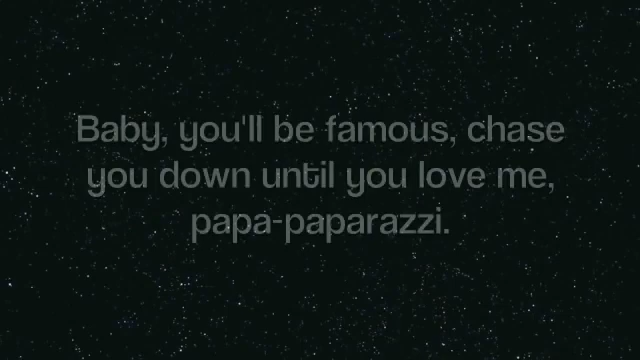 Baby, you'll be famous, chase
you down until you love me,
papa-paparazzi.